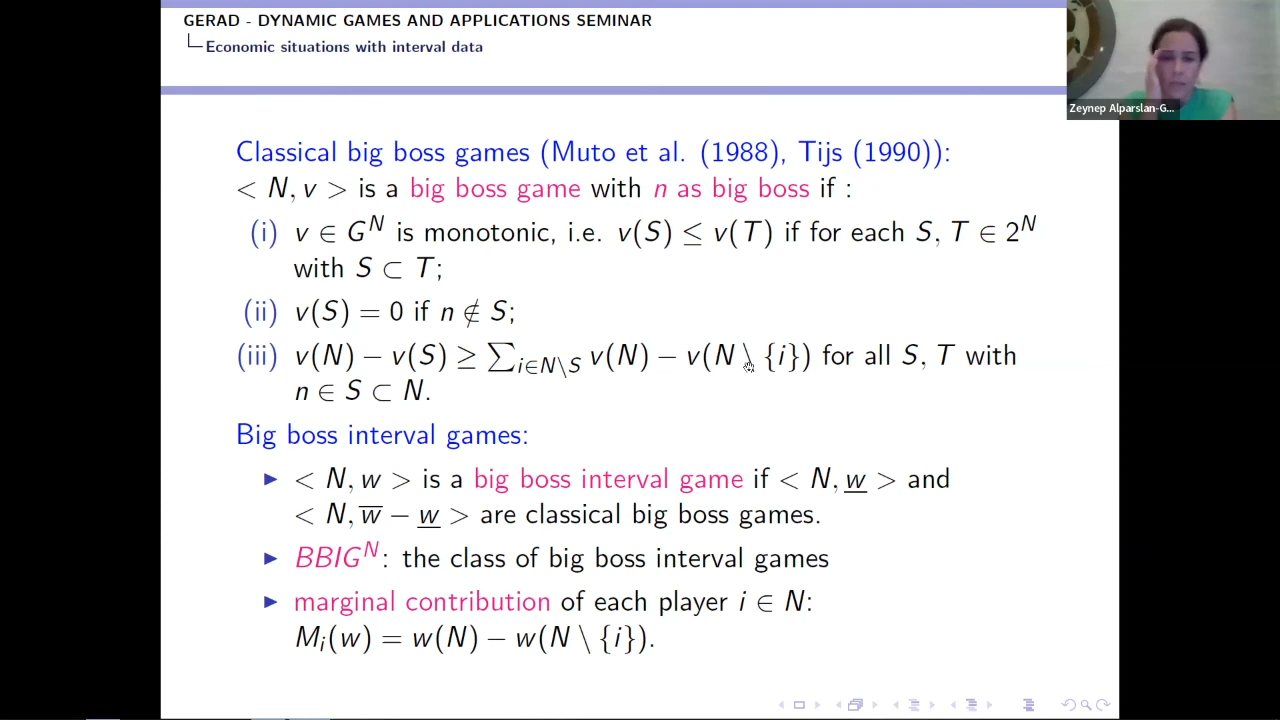 GERAD - DYNAMIC GAMES AND APPLICATIONS SEMINAR
Economic situations with interval data
Zeynep Alparslan-G...
Classical big boss games (Muto et al. (1988), Tijs (1990)):
< N, v > is a big boss game with n as big boss if :
(i) v ∈ G^N is monotonic, i.e. v(S) ≤ v(T) if for each S, T ∈ 2^N
with S ⊂ T;
(ii) v(S) = 0 if n ∉ S;
(iii) v(N) − v(S) ≥ ∑_{i∈N\S} v(N) − v(N \ {i}) for all S, T with
n ∈ S ⊂ N.
Big boss interval games:
▶ < N, w > is a big boss interval game if < N, w̲ > and
< N, w̅ − w̲ > are classical big boss games.
▶ BBIG^N: the class of big boss interval games
▶ marginal contribution of each player i ∈ N:
M_i(w) = w(N) − w(N \ {i}).